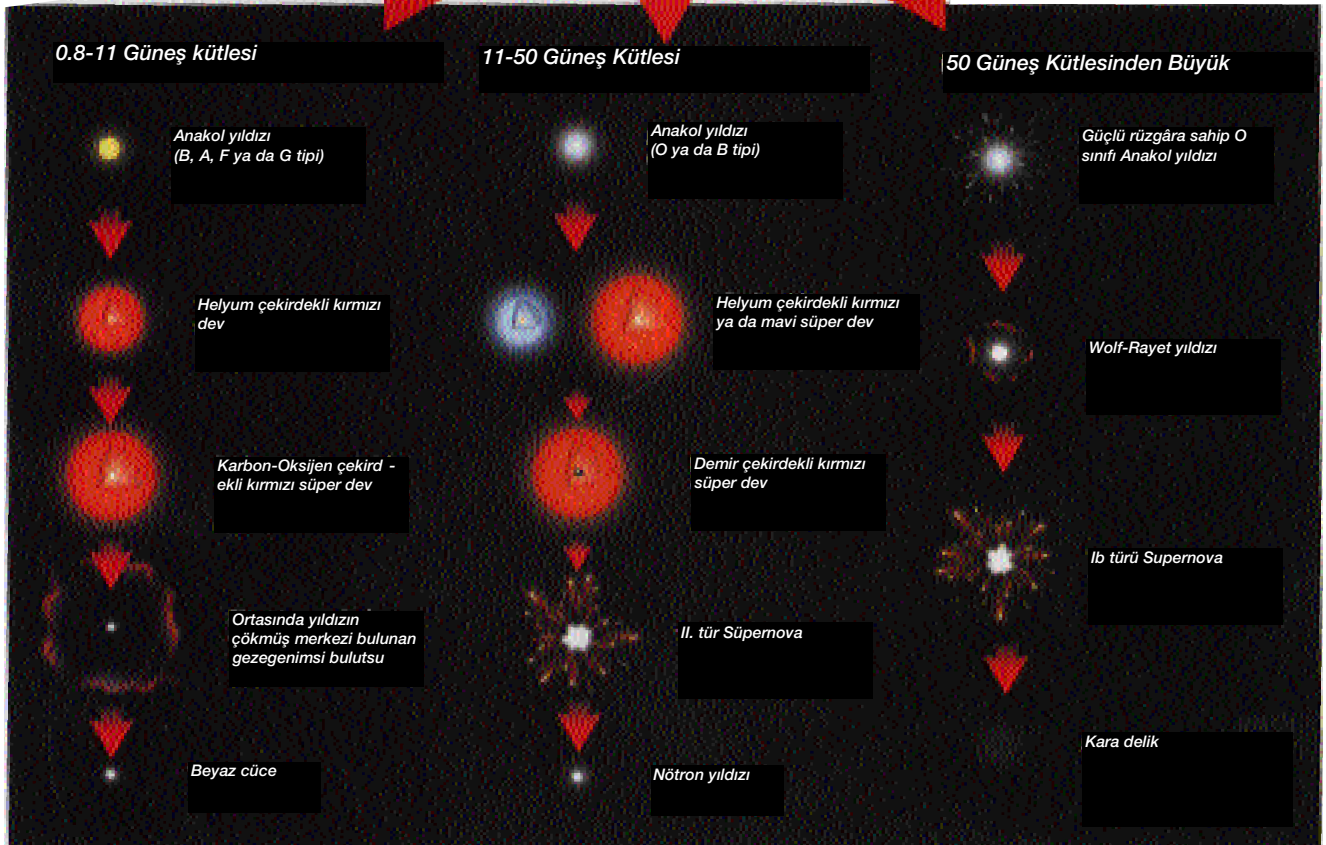 0.8-11 Güneş kütlesi
Anakol yıldızı
(B, A, F ya da G tipi)
Helyum çekirdekli kırmızı
dev
Karbon-Oksijen çekird -
ekli kırmızı süper dev
Ortasında yıldızın
çökmüş merkezi bulunan
gezegenimsi bulutsu
Beyaz cüce
11-50 Güneş Kütlesi
Anakol yıldızı
(O ya da B tipi)
Helyum çekirdekli kırmızı
ya da mavi süper dev
Demir çekirdekli kırmızı
süper dev
II. tür Süpernova
Nötron yıldızı
50 Güneş Kütlesinden Büyük
Güçlü rüzgâra sahip O
sınıfı Anakol yıldızı
Wolf-Rayet yıldızı
Ib türü Supernova
Kara delik